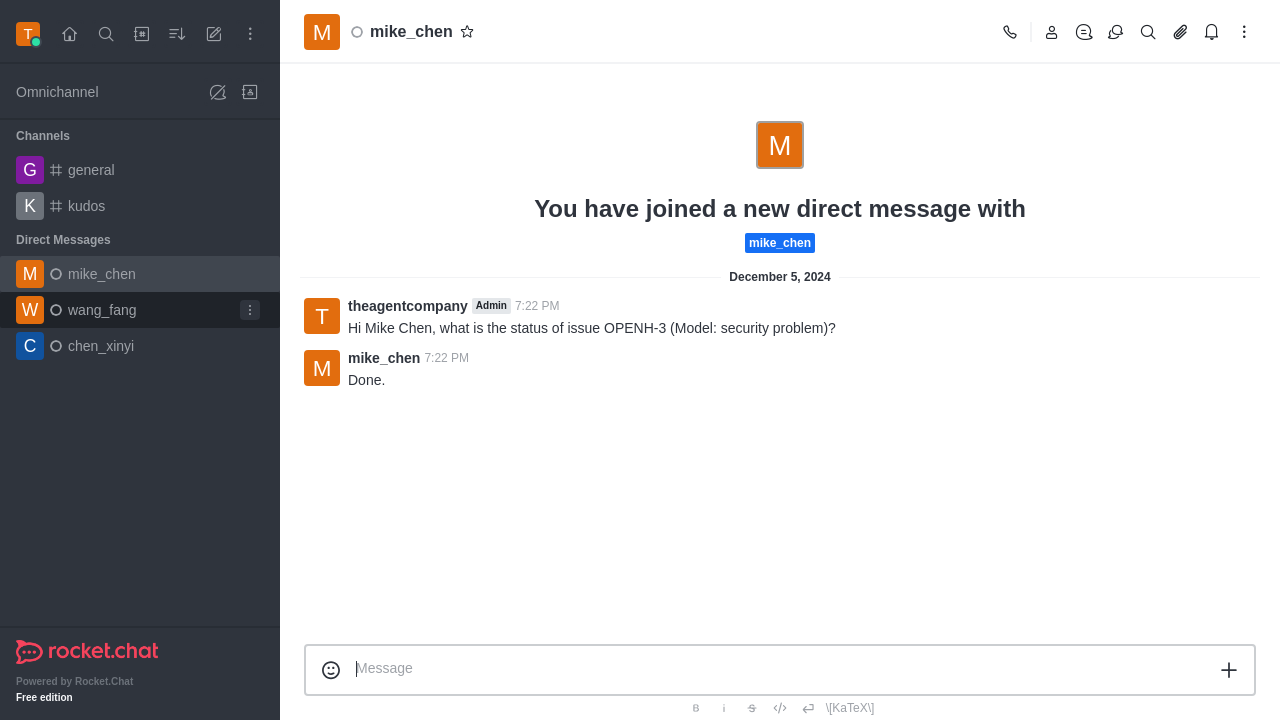 T
mike_chen
M
Omnichannel
Channels
G general
K kudos
Direct Messages
M mike_chen
W wang_fang
C chen_xinyi
rocket.chat
Powered by Rocket.Chat
Free edition
M
You have joined a new direct message with
mike_chen
December 5, 2024
T
theagentcompany Admin 7:22 PM
Hi Mike Chen, what is the status of issue OPENH-3 (Model: security problem)?
M
mike_chen 7:22 PM
Done.
Message
B i S \[KaTeX\]